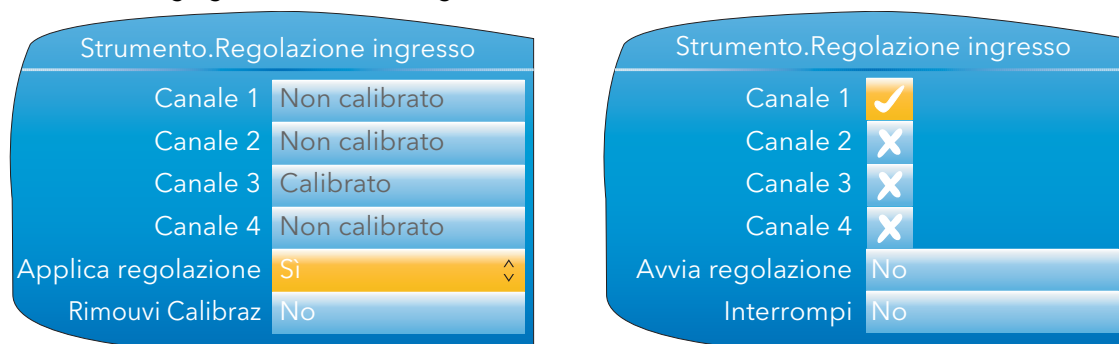 Strumento.Regolazione ingresso
Canale 1 Non calibrato
Canale 2 Non calibrato
Canale 3 Calibrato
Canale 4 Non calibrato
Applica regolazione Sì
Rimouvi Calibraz No
Strumento.Regolazione ingresso
Canale 1
Canale 2
Canale 3
Canale 4
Avvia regolazione No
Interrompi No